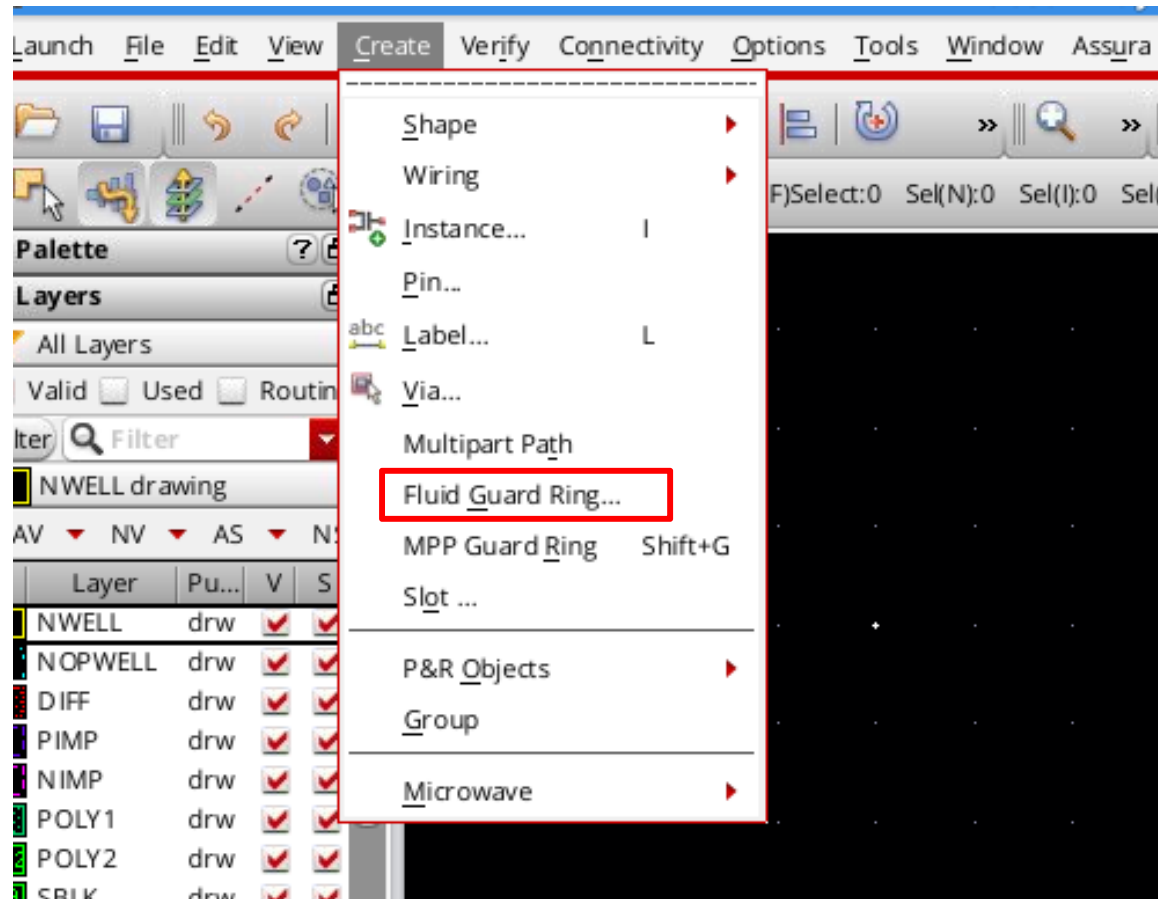 Launch File Edit View Create Verify Connectivity Options Tools Window Assura
» »
F)Select:0 Sel(N):0 Sel(I):0 Sel(
Palette ?
Layers
All Layers
Valid Used Routin
lter Filter
NWELL drawing
AV NV AS N
Layer Pu... V S
NWELL drw
NOPWELL drw
DIFF drw
PIMP drw
NIMP drw
POLY1 drw
POLY2 drw
SBLK drw
Shape
Wiring
Instance... I
Pin...
abc Label... L
Via...
Multipart Path
Fluid Guard Ring...
MPP Guard Ring Shift+G
Slot ...
P&R Objects
Group
Microwave